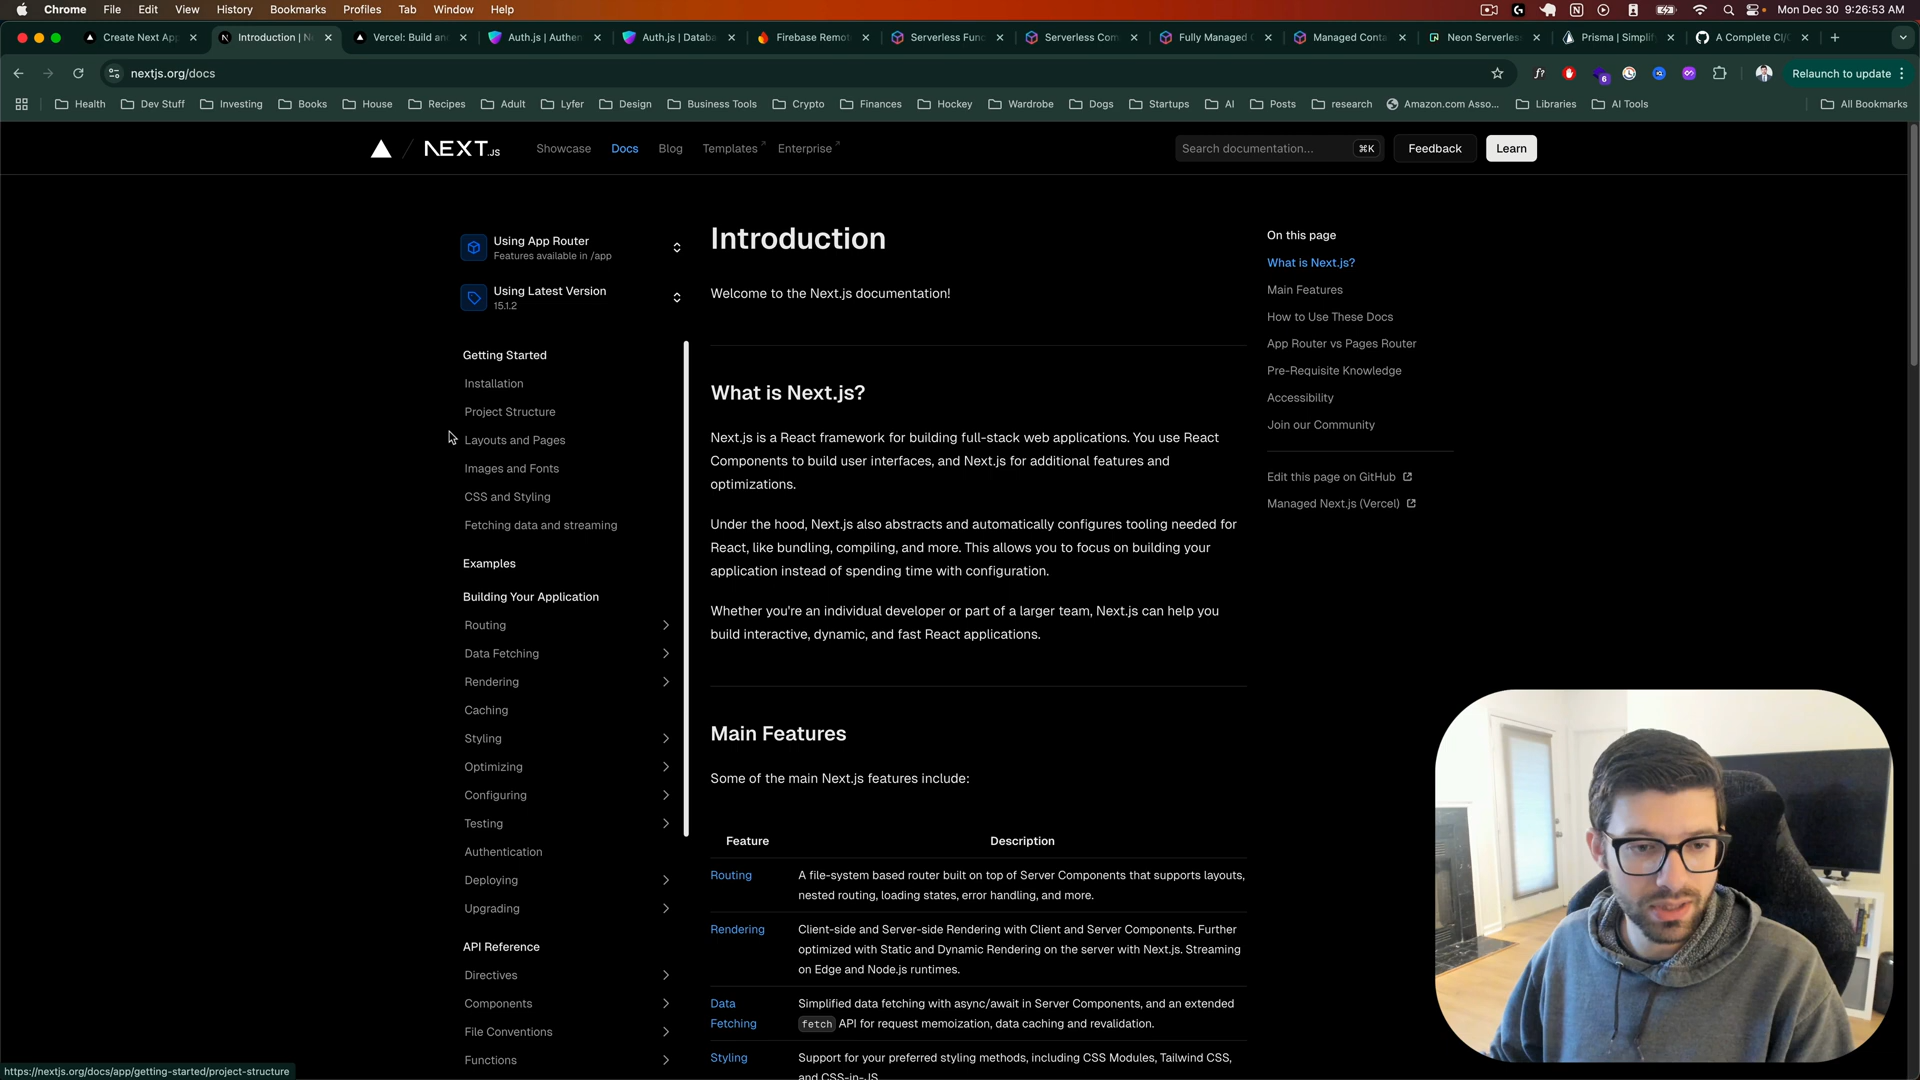 Chrome File Edit View History Bookmarks Profiles Tab Window Help Mon Dec 30 9:26:53 AM
Create Next App Introduction | N Vercel: Build and Auth.js | Authen Auth.js | Databa Firebase Remot Serverless Func Serverless Com Fully Managed Managed Conta Neon Serverless Prisma | Simplify A Complete CI/
nextjs.org/docs f? 6 Relaunch to update
Health Dev Stuff Investing Books House Recipes Adult Lyfer Design Business Tools Crypto Finances Hockey Wardrobe Dogs Startups AI Posts research Amazon.com Asso... Libraries AI Tools All Bookmarks
NEXT.JS Showcase Docs Blog Templates Enterprise Search documentation... ⌘K Feedback Learn
Using App Router
Features available in /app
Using Latest Version
15.1.2
Getting Started
Installation
Project Structure
Layouts and Pages
Images and Fonts
CSS and Styling
Fetching data and streaming
Examples
Building Your Application
Routing
Data Fetching
Rendering
Caching
Styling
Optimizing
Configuring
Testing
Authentication
Deploying
Upgrading
API Reference
Directives
Components
File Conventions
Functions
Introduction
Welcome to the Next.js documentation!
What is Next.js?
Next.js is a React framework for building full-stack web applications. You use React
Components to build user interfaces, and Next.js for additional features and
optimizations.
Under the hood, Next.js also abstracts and automatically configures tooling needed for
React, like bundling, compiling, and more. This allows you to focus on building your
application instead of spending time with configuration.
Whether you're an individual developer or part of a larger team, Next.js can help you
build interactive, dynamic, and fast React applications.
Main Features
Some of the main Next.js features include:
Feature Description
Routing A file-system based router built on top of Server Components that supports layouts,
nested routing, loading states, error handling, and more.
Rendering Client-side and Server-side Rendering with Client and Server Components. Further
optimized with Static and Dynamic Rendering on the server with Next.js. Streaming
on Edge and Node.js runtimes.
Data Simplified data fetching with async/await in Server Components, and an extended
Fetching fetch API for request memoization, data caching and revalidation.
Styling Support for your preferred styling methods, including CSS Modules, Tailwind CSS,
and CSS-in-JS
On this page
What is Next.js?
Main Features
How to Use These Docs
App Router vs Pages Router
Pre-Requisite Knowledge
Accessibility
Join our Community
Edit this page on GitHub
Managed Next.js (Vercel)
https://nextjs.org/docs/app/getting-started/project-structure